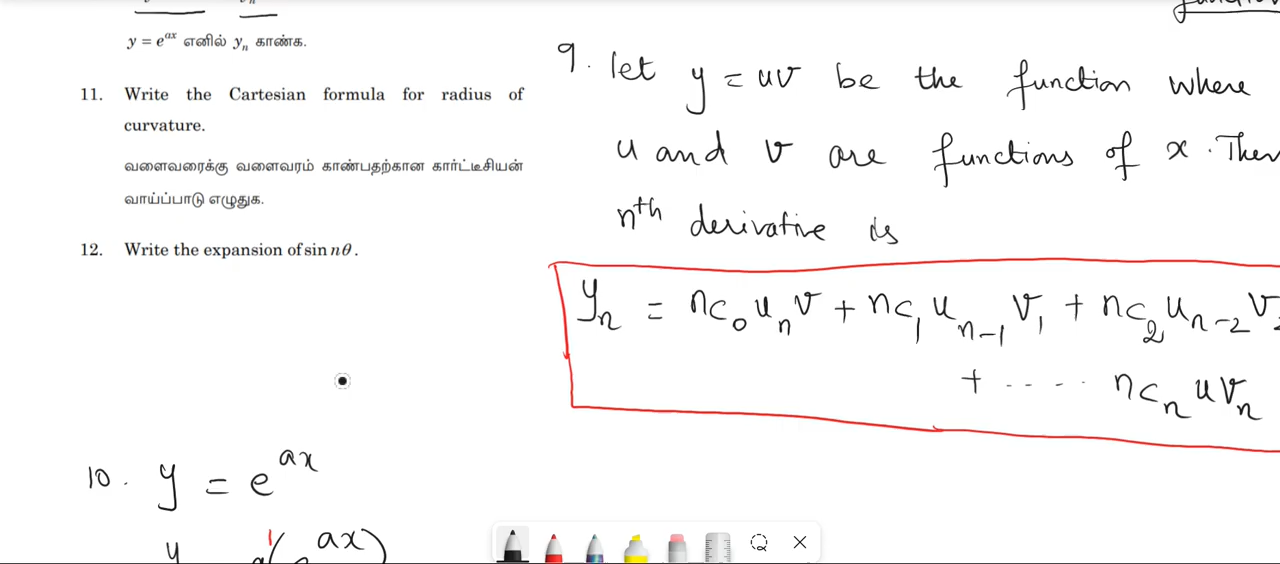 y = e^{ax} எனில் y_n காண்க.
11. Write the Cartesian formula for radius of
curvature.
வளைவரைக்கு வளைவரம் காண்பதற்கான கார்ட்டீசியன்
வாய்ப்பாடு எழுதுக.
12. Write the expansion of sin nθ.
9. let y = uv be the function where
u and v are functions of x. Then
nth derivative is
y_n = nc_0 u_n v + nc_1 u_{n-1} v_1 + nc_2 u_{n-2} v_2
+ ..... nc_n u v_n
10. y = e^{ax}